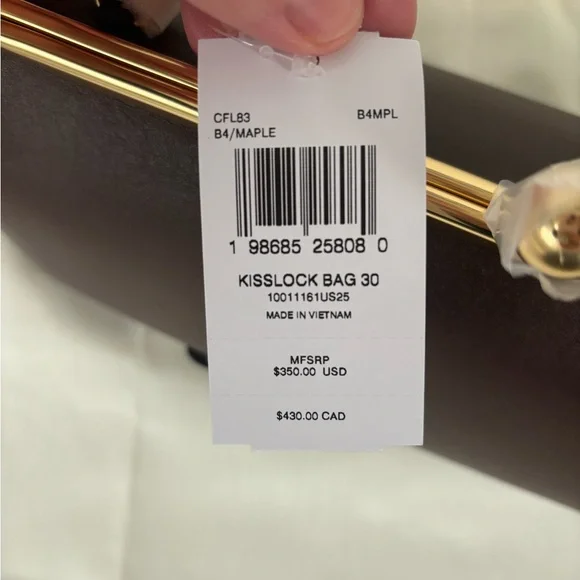 CFL83 B4MPL
B4/MAPLE
1 98685 25808 0
KISSLOCK BAG 30
10011161US25
MADE IN VIETNAM
MFSRP
$350.00 USD
$430.00 CAD